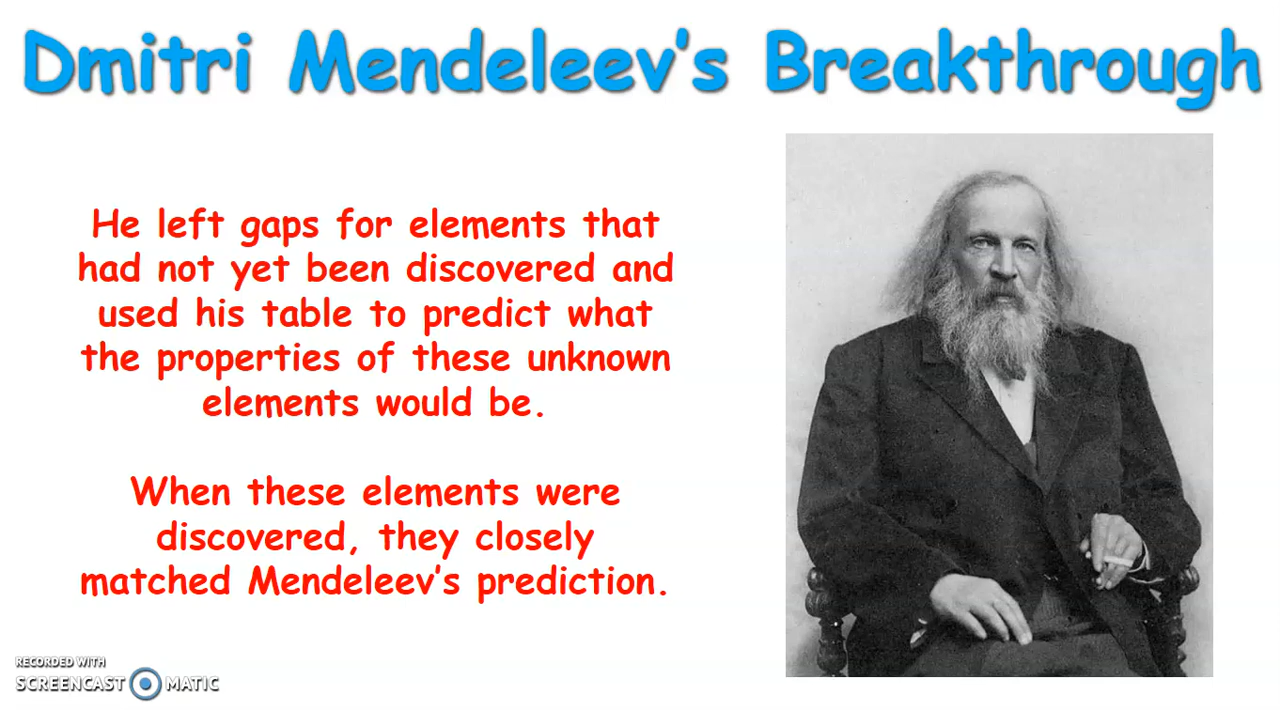 Dmitri Mendeleev's Breakthrough
He left gaps for elements that
had not yet been discovered and
used his table to predict what
the properties of these unknown
elements would be.
When these elements were
discovered, they closely
matched Mendeleev's prediction.
RECORDED WITH
SCREENCAST MATIC